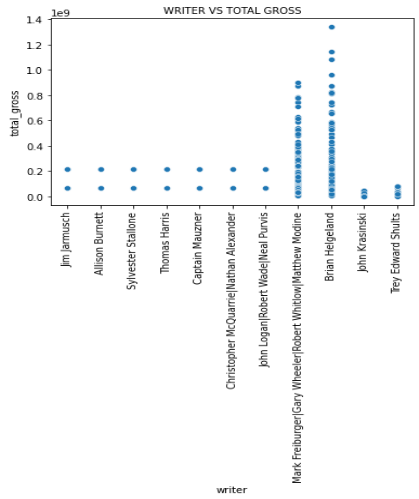 WRITER VS TOTAL GROSS
1e9
1.4
1.2
1.0
0.8
0.6
0.4
0.2
0.0
total_gross
Jim Jarmusch
Allison Burnett
Sylvester Stallone
Thomas Harris
Captain Mauzner
Christopher McQuarrie|Nathan Alexander
John Logan|Robert Wade|Neal Purvis
Mark Freiburger|Gary Wheeler|Robert Whitlow|Matthew Modine
Brian Helgeland
John Krasinski
Trey Edward Shults
writer